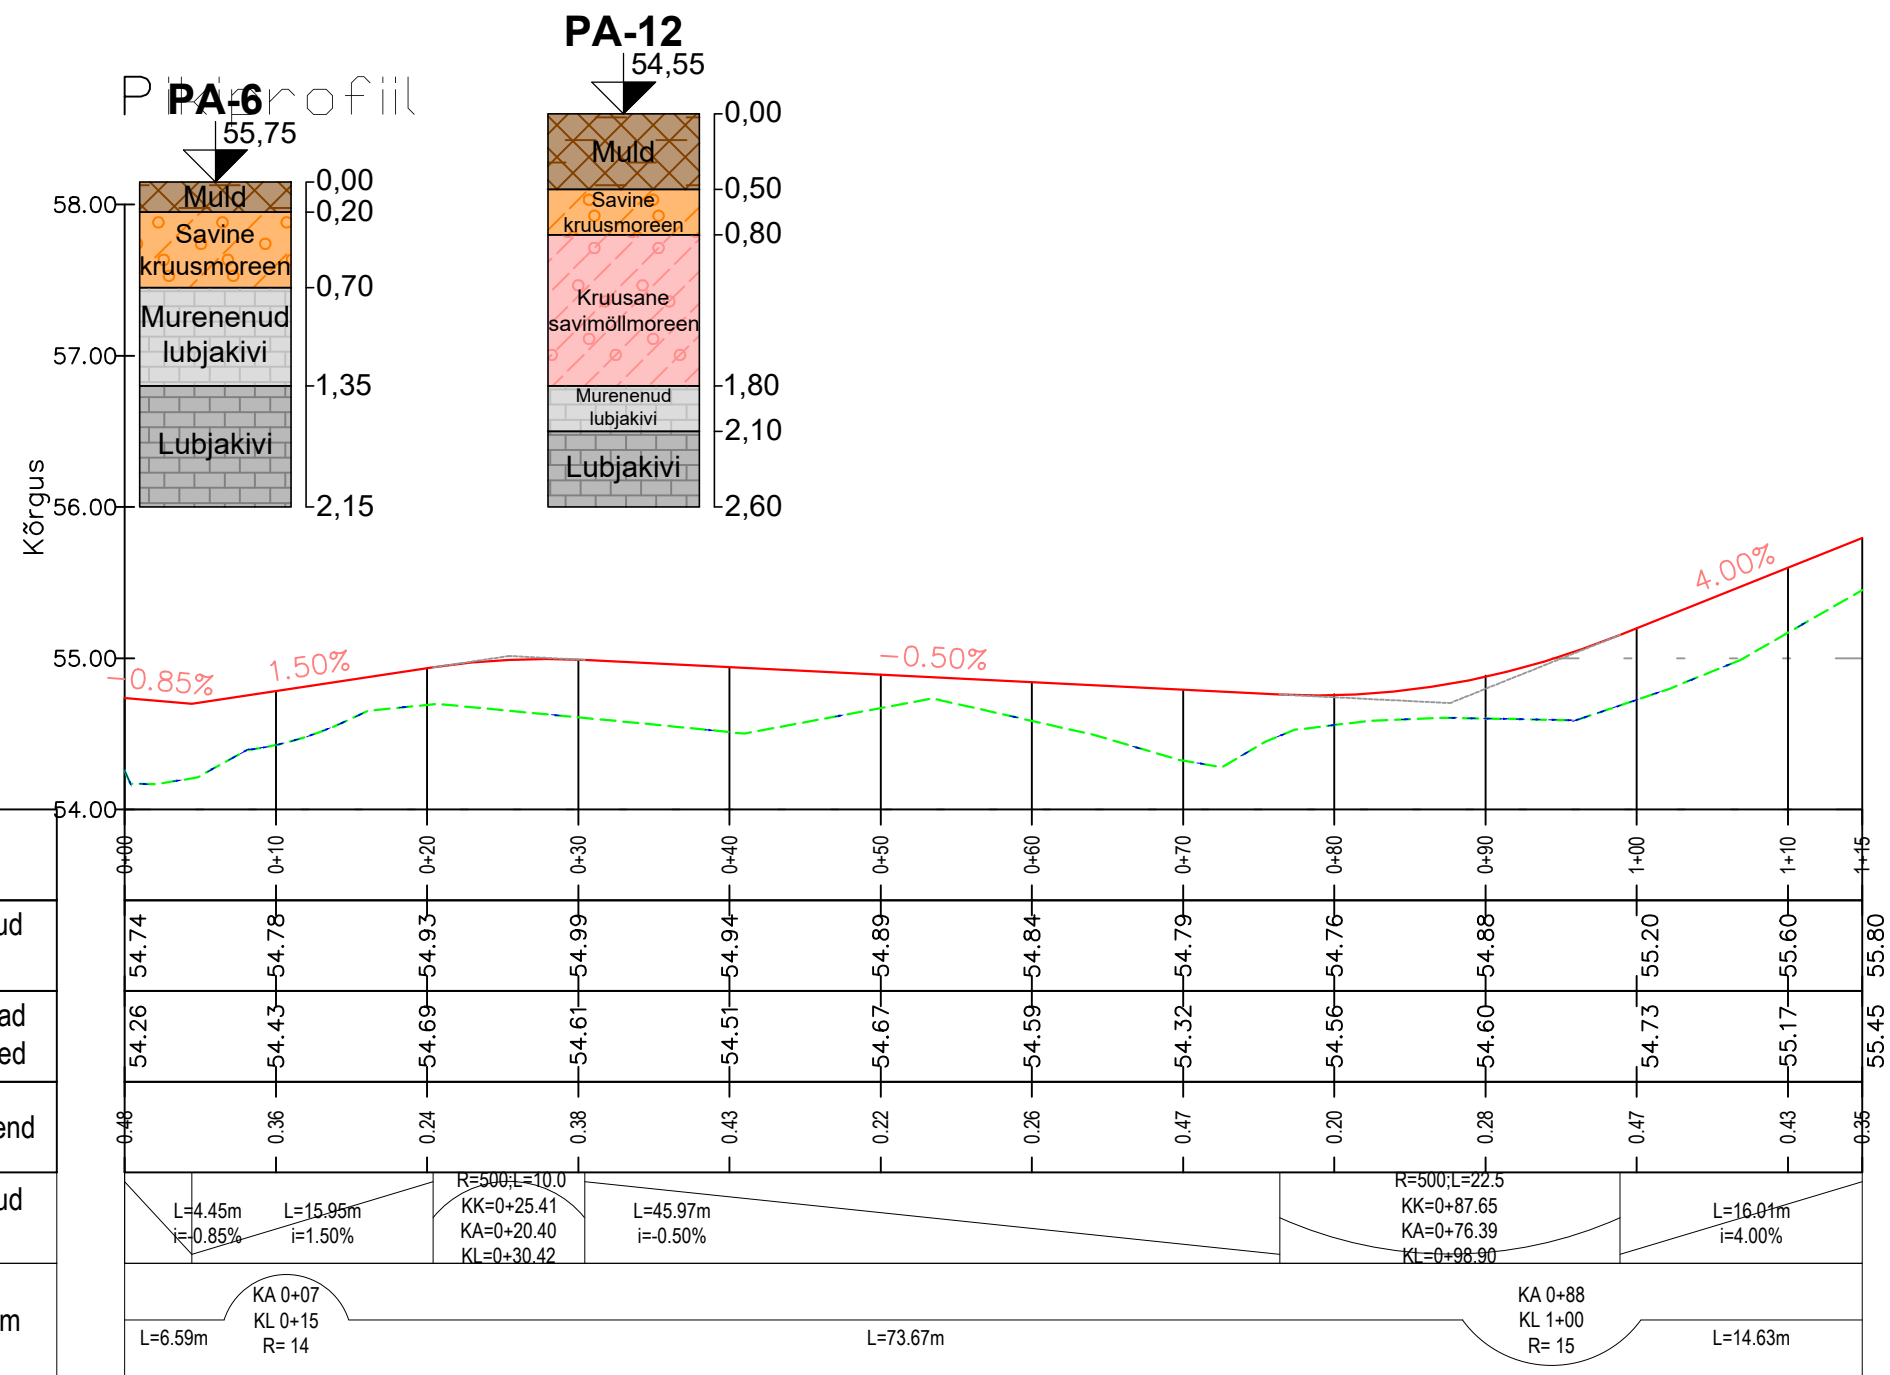 PA-12
54,55
Pikiprofiil
PA-6
55,75
0,00
0,20
0,70
1,35
2,15
Muld
Savine
kruusmoreen
Murenenud
lubjakivi
Lubjakivi
0,00
0,50
0,80
1,80
2,10
2,60
Muld
Savine
kruusmoreen
Kruusane
savimöllmoreen
Murenenud
lubjakivi
Lubjakivi
Kõrgus
58.00
57.00
56.00
55.00
54.00
-0.85%
1.50%
-0.50%
4.00%
0+00 0+10 0+20 0+30 0+40 0+50 0+60 0+70 0+80 0+90 1+00 1+10 1+15
ud
54.74 54.78 54.93 54.99 54.94 54.89 54.84 54.79 54.76 54.88 55.20 55.60 55.80
ad
ed
54.26 54.43 54.69 54.61 54.51 54.67 54.59 54.32 54.56 54.60 54.73 55.17 55.45
end
0.48 0.36 0.24 0.38 0.43 0.22 0.26 0.47 0.20 0.28 0.47 0.43 0.35
ud
L=4.45m
i=-0.85%
L=15.95m
i=1.50%
R=500;L=10.0
KK=0+25.41
KA=0+20.40
KL=0+30.42
L=45.97m
i=-0.50%
R=500;L=22.5
KK=0+87.65
KA=0+76.39
KL=0+98.90
L=16.01m
i=4.00%
m
L=6.59m
KA 0+07
KL 0+15
R= 14
L=73.67m
KA 0+88
KL 1+00
R= 15
L=14.63m